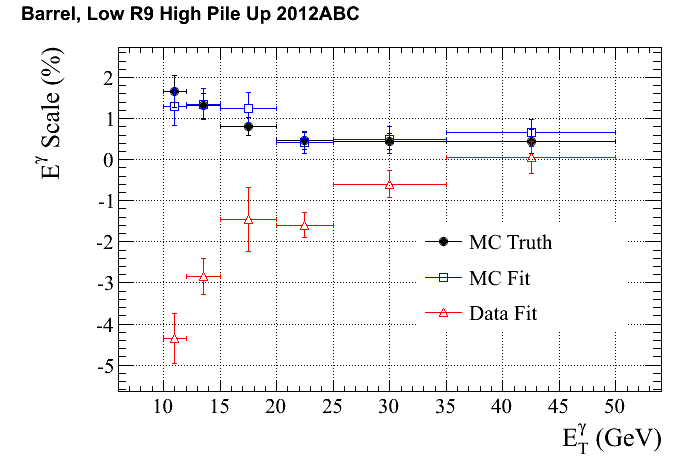 Barrel, Low R9 High Pile Up 2012ABC
E^γ Scale (%)
2
1
0
-1
-2
-3
-4
-5
MC Truth
MC Fit
Data Fit
10 15 20 25 30 35 40 45 50
E_T^γ (GeV)